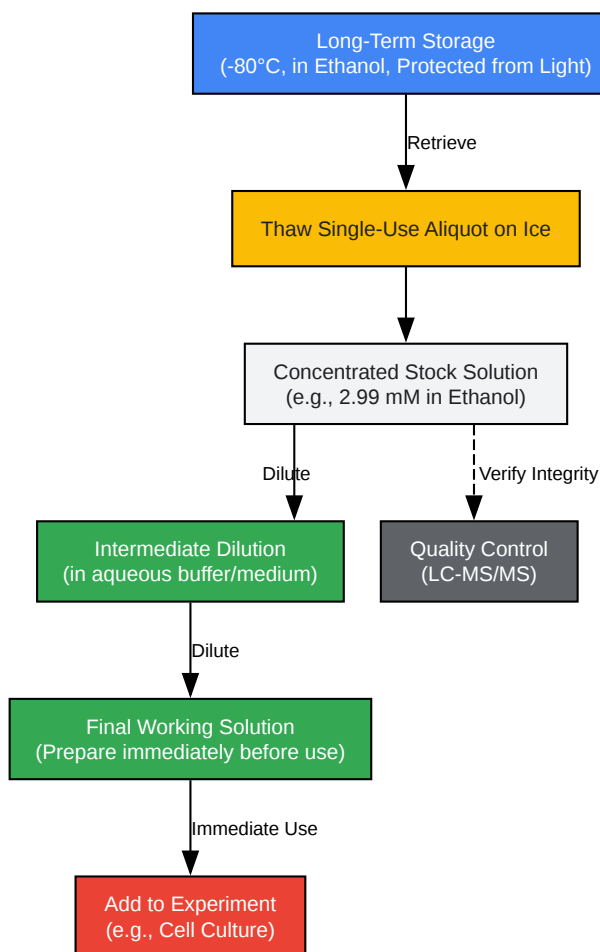 Long-Term Storage
(-80°C, in Ethanol, Protected from Light)
Retrieve
Thaw Single-Use Aliquot on Ice
Concentrated Stock Solution
(e.g., 2.99 mM in Ethanol)
Dilute
Verify Integrity
Intermediate Dilution
(in aqueous buffer/medium)
Quality Control
(LC-MS/MS)
Dilute
Final Working Solution
(Prepare immediately before use)
Immediate Use
Add to Experiment
(e.g., Cell Culture)